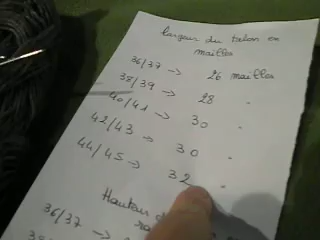 largeur du talon en
mailles
36/37 -> 26 mailles
38/39 -> 28 "
40/41 -> 30 "
42/43 -> 30 "
44/45 -> 32 "
Hauteur du
36/37 ->